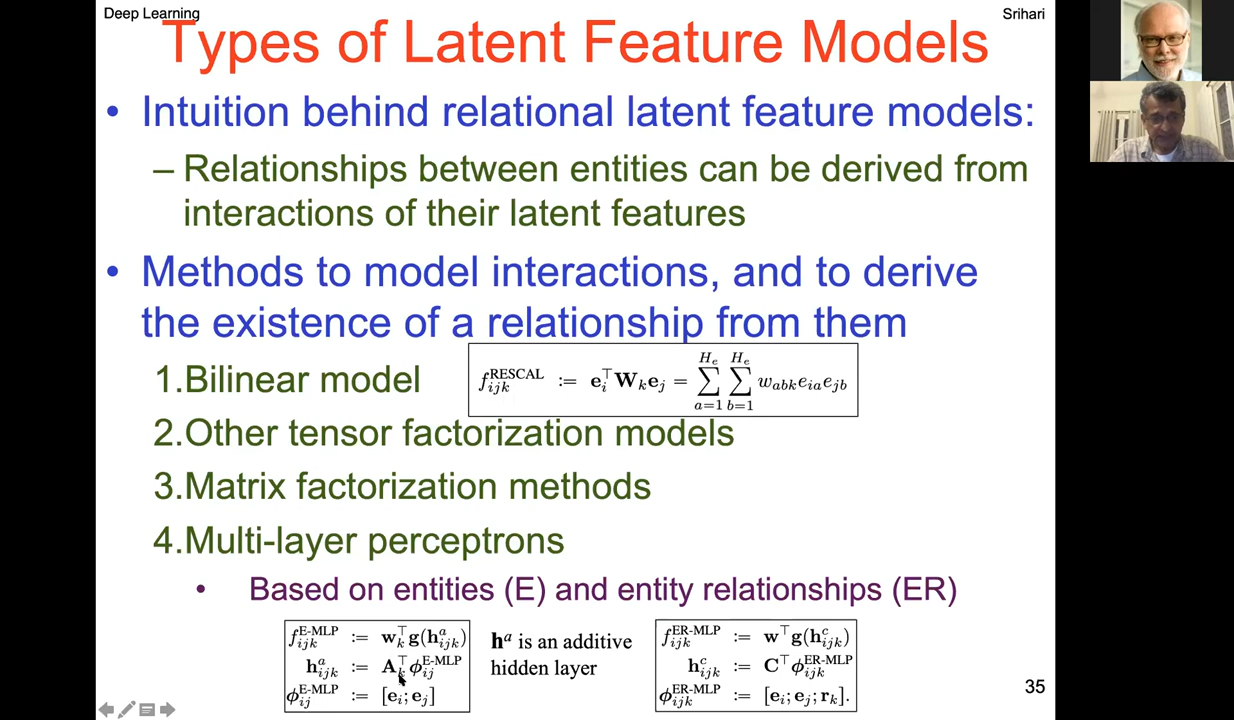 Deep Learning
Srihari
Types of Latent Feature Models
• Intuition behind relational latent feature models:
– Relationships between entities can be derived from
interactions of their latent features
• Methods to model interactions, and to derive
the existence of a relationship from them
1.Bilinear model
f_{ijk}^{RESCAL} := e_i^⊤ W_k e_j = ∑_{a=1}^{H_e} ∑_{b=1}^{H_e} w_{abk} e_{ia} e_{jb}
2.Other tensor factorization models
3.Matrix factorization methods
4.Multi-layer perceptrons
• Based on entities (E) and entity relationships (ER)
f_{ijk}^{E-MLP} := w_k^⊤ g(h_{ijk}^a)
h_{ijk}^a := A_k^⊤ ϕ_{ij}^{E-MLP}
ϕ_{ij}^{E-MLP} := [e_i; e_j]
h^a is an additive
hidden layer
f_{ijk}^{ER-MLP} := w^⊤ g(h_{ijk}^c)
h_{ijk}^c := C^⊤ ϕ_{ijk}^{ER-MLP}
ϕ_{ijk}^{ER-MLP} := [e_i; e_j; r_k].
35